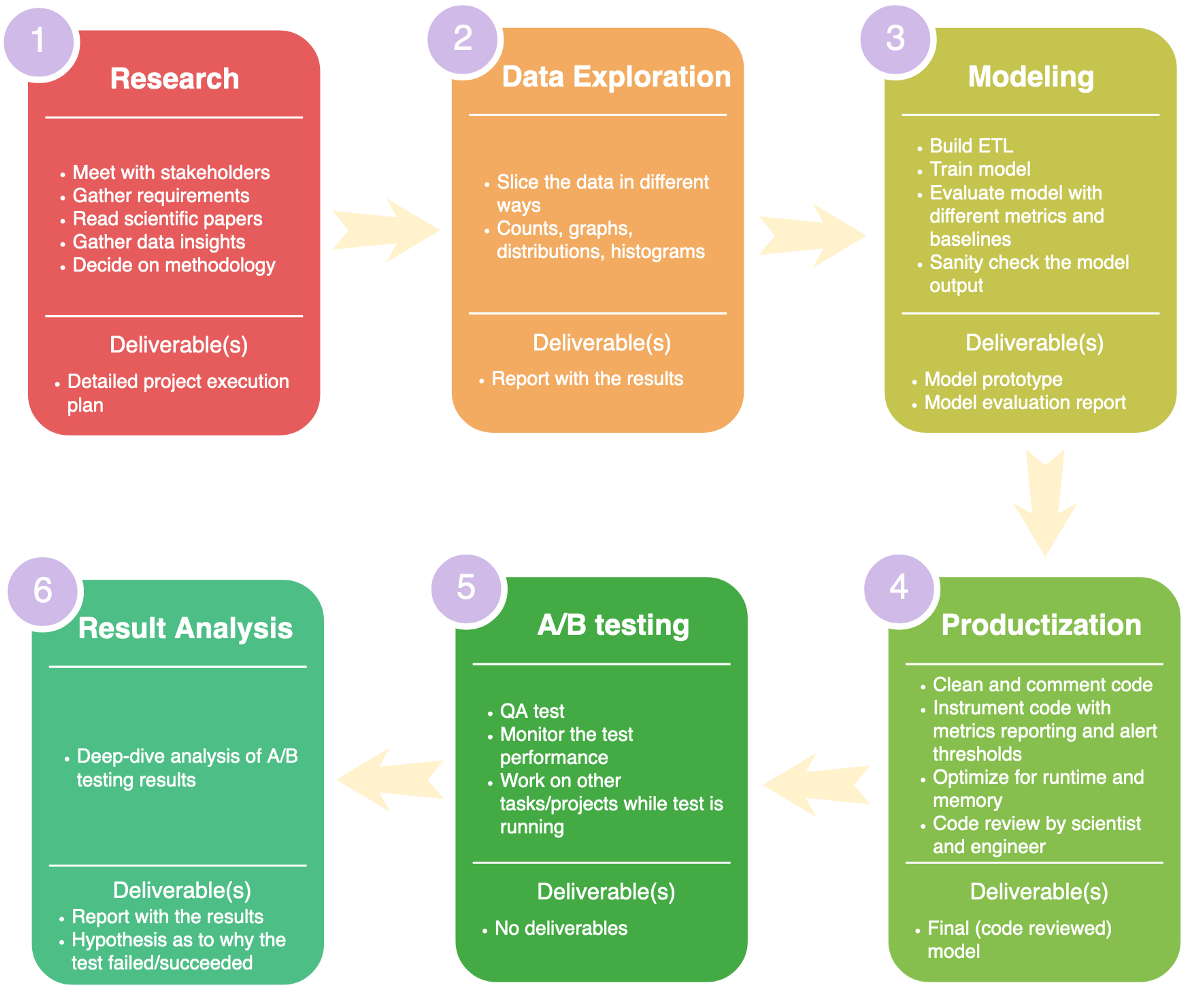 1
Research
• Meet with stakeholders
• Gather requirements
• Read scientific papers
• Gather data insights
• Decide on methodology
Deliverable(s)
• Detailed project execution
plan
2
Data Exploration
• Slice the data in different
ways
• Counts, graphs,
distributions, histograms
Deliverable(s)
• Report with the results
3
Modeling
• Build ETL
• Train model
• Evaluate model with
different metrics and
baselines
• Sanity check the model
output
Deliverable(s)
• Model prototype
• Model evaluation report
4
Productization
• Clean and comment code
• Instrument code with
metrics reporting and alert
thresholds
• Optimize for runtime and
memory
• Code review by scientist
and engineer
Deliverable(s)
• Final (code reviewed)
model
5
A/B testing
• QA test
• Monitor the test
performance
• Work on other
tasks/projects while test is
running
Deliverable(s)
• No deliverables
6
Result Analysis
• Deep-dive analysis of A/B
testing results
Deliverable(s)
• Report with the results
• Hypothesis as to why the
test failed/succeeded